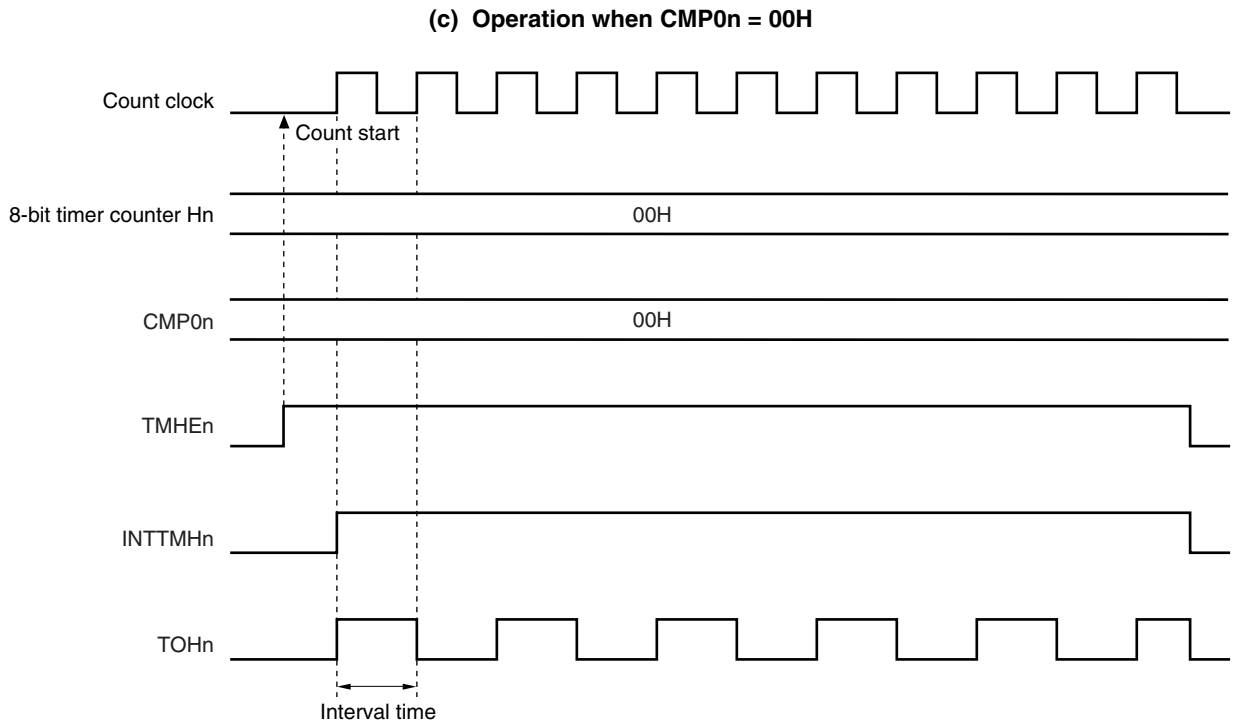 (c) Operation when CMP0n = 00H
Count clock
Count start
8-bit timer counter Hn
00H
CMP0n
00H
TMHEn
INTTMHn
TOHn
Interval time